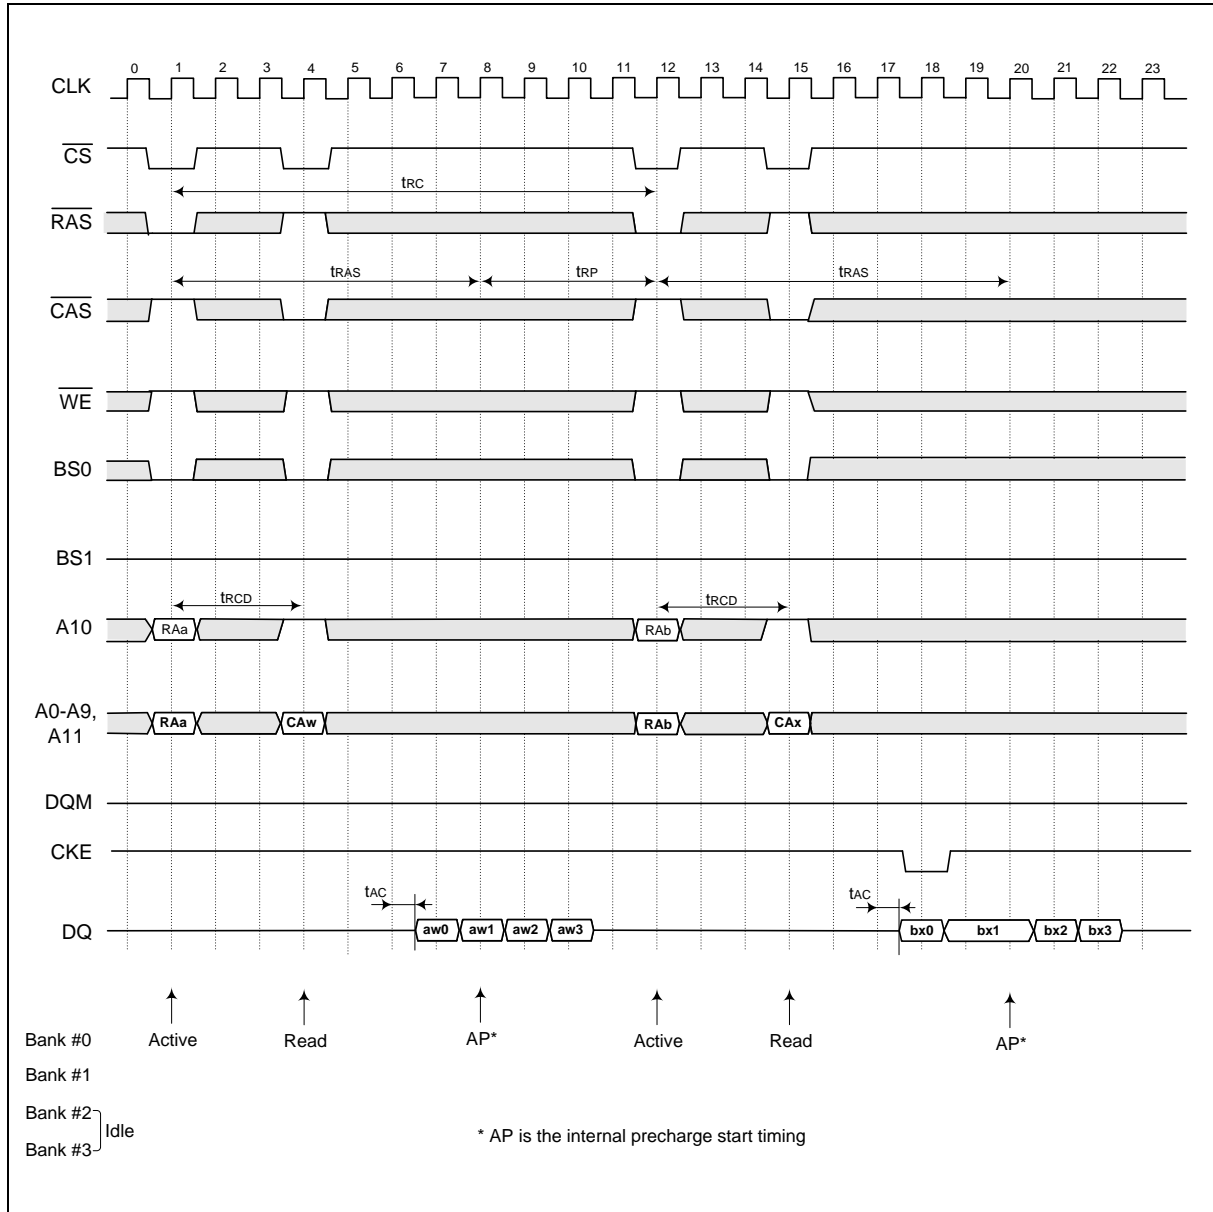 0 1 2 3 4 5 6 7 8 9 10 11 12 13 14 15 16 17 18 19 20 21 22 23
CLK
CS
tRC
RAS
tRAS tRP tRAS
CAS
WE
BS0
BS1
tRCD tRCD
A10 RAa RAb
A0-A9,
A11 RAa CAw RAb CAx
DQM
CKE
tAC tAC
DQ aw0 aw1 aw2 aw3 bx0 bx1 bx2 bx3
Bank #0 Active Read AP* Active Read AP*
Bank #1
Bank #2
Idle
Bank #3
* AP is the internal precharge start timing